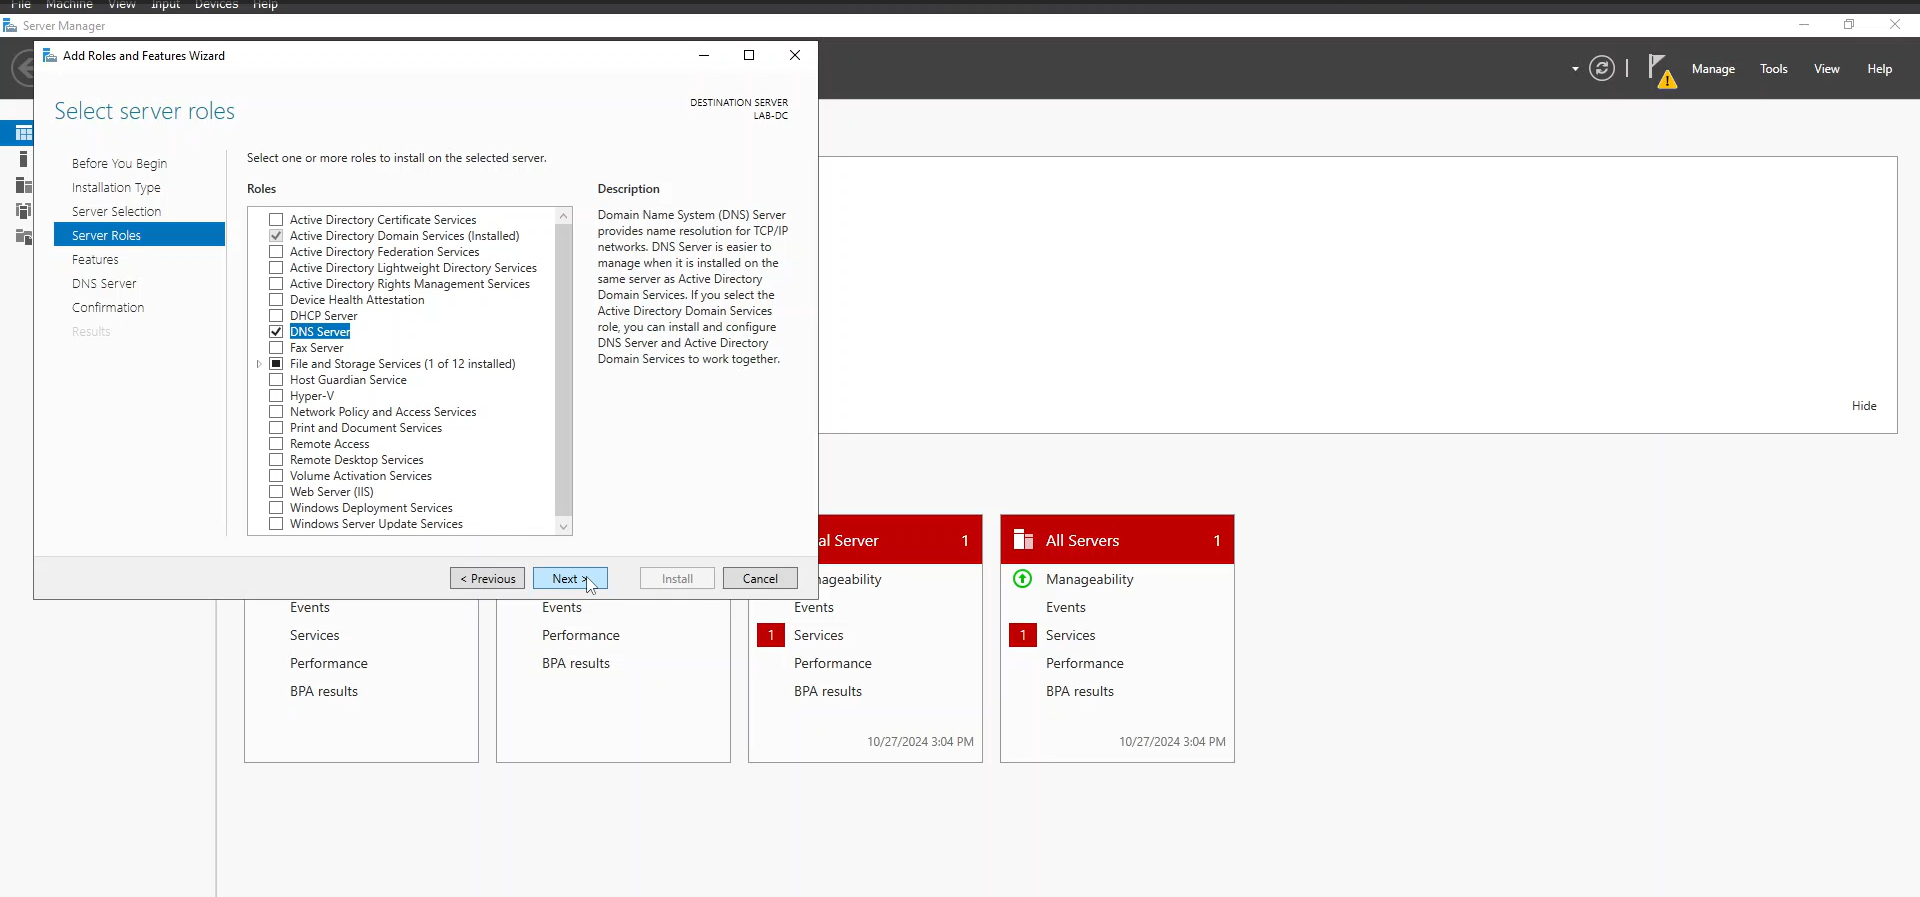 File Machine View Input Devices Help
Server Manager
Add Roles and Features Wizard
Manage Tools View Help
Select server roles
DESTINATION SERVER
LAB-DC
Before You Begin
Installation Type
Server Selection
Server Roles
Features
DNS Server
Confirmation
Results
Select one or more roles to install on the selected server.
Roles
Active Directory Certificate Services
Active Directory Domain Services (Installed)
Active Directory Federation Services
Active Directory Lightweight Directory Services
Active Directory Rights Management Services
Device Health Attestation
DHCP Server
DNS Server
Fax Server
File and Storage Services (1 of 12 installed)
Host Guardian Service
Hyper-V
Network Policy and Access Services
Print and Document Services
Remote Access
Remote Desktop Services
Volume Activation Services
Web Server (IIS)
Windows Deployment Services
Windows Server Update Services
Description
Domain Name System (DNS) Server
provides name resolution for TCP/IP
networks. DNS Server is easier to
manage when it is installed on the
same server as Active Directory
Domain Services. If you select the
Active Directory Domain Services
role, you can install and configure
DNS Server and Active Directory
Domain Services to work together.
< Previous Next > Install Cancel
Hide
Events
Services
Performance
BPA results
Events
Performance
BPA results
al Server 1
nageability
Events
1 Services
Performance
BPA results
10/27/2024 3:04 PM
All Servers 1
Manageability
Events
1 Services
Performance
BPA results
10/27/2024 3:04 PM